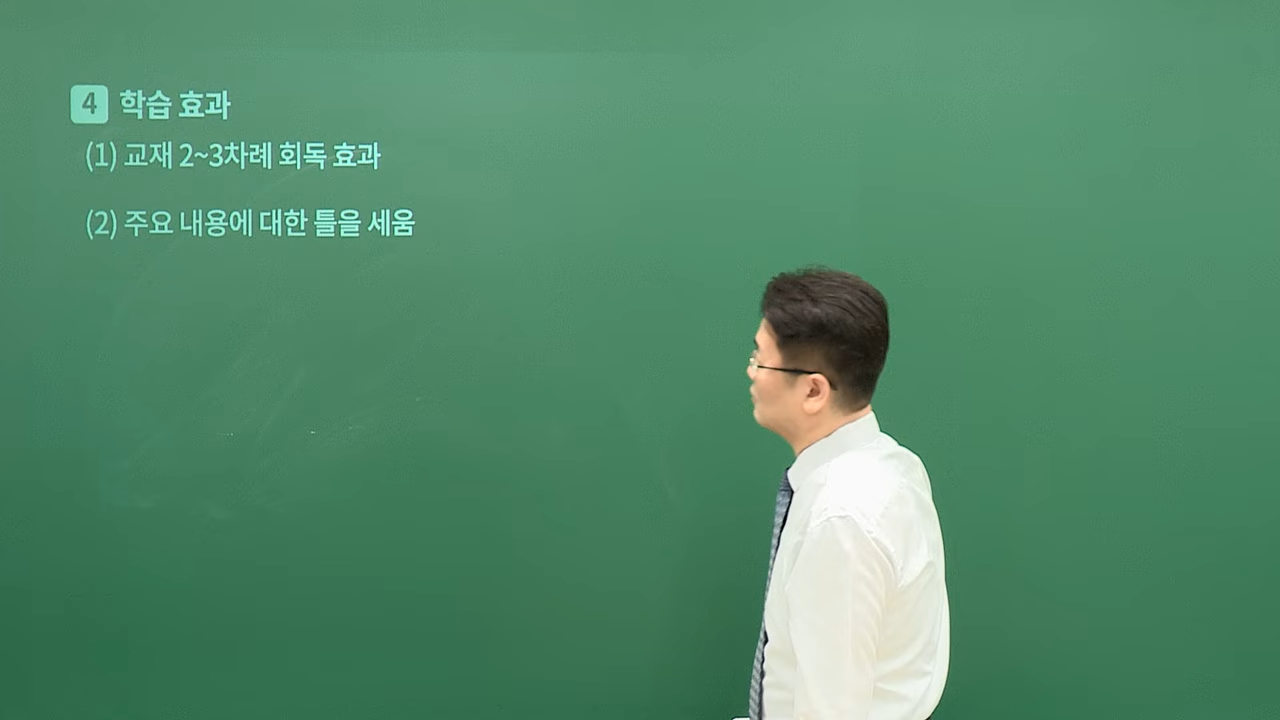 4 학습 효과
(1) 교재 2~3차례 회독 효과
(2) 주요 내용에 대한 틀을 세움